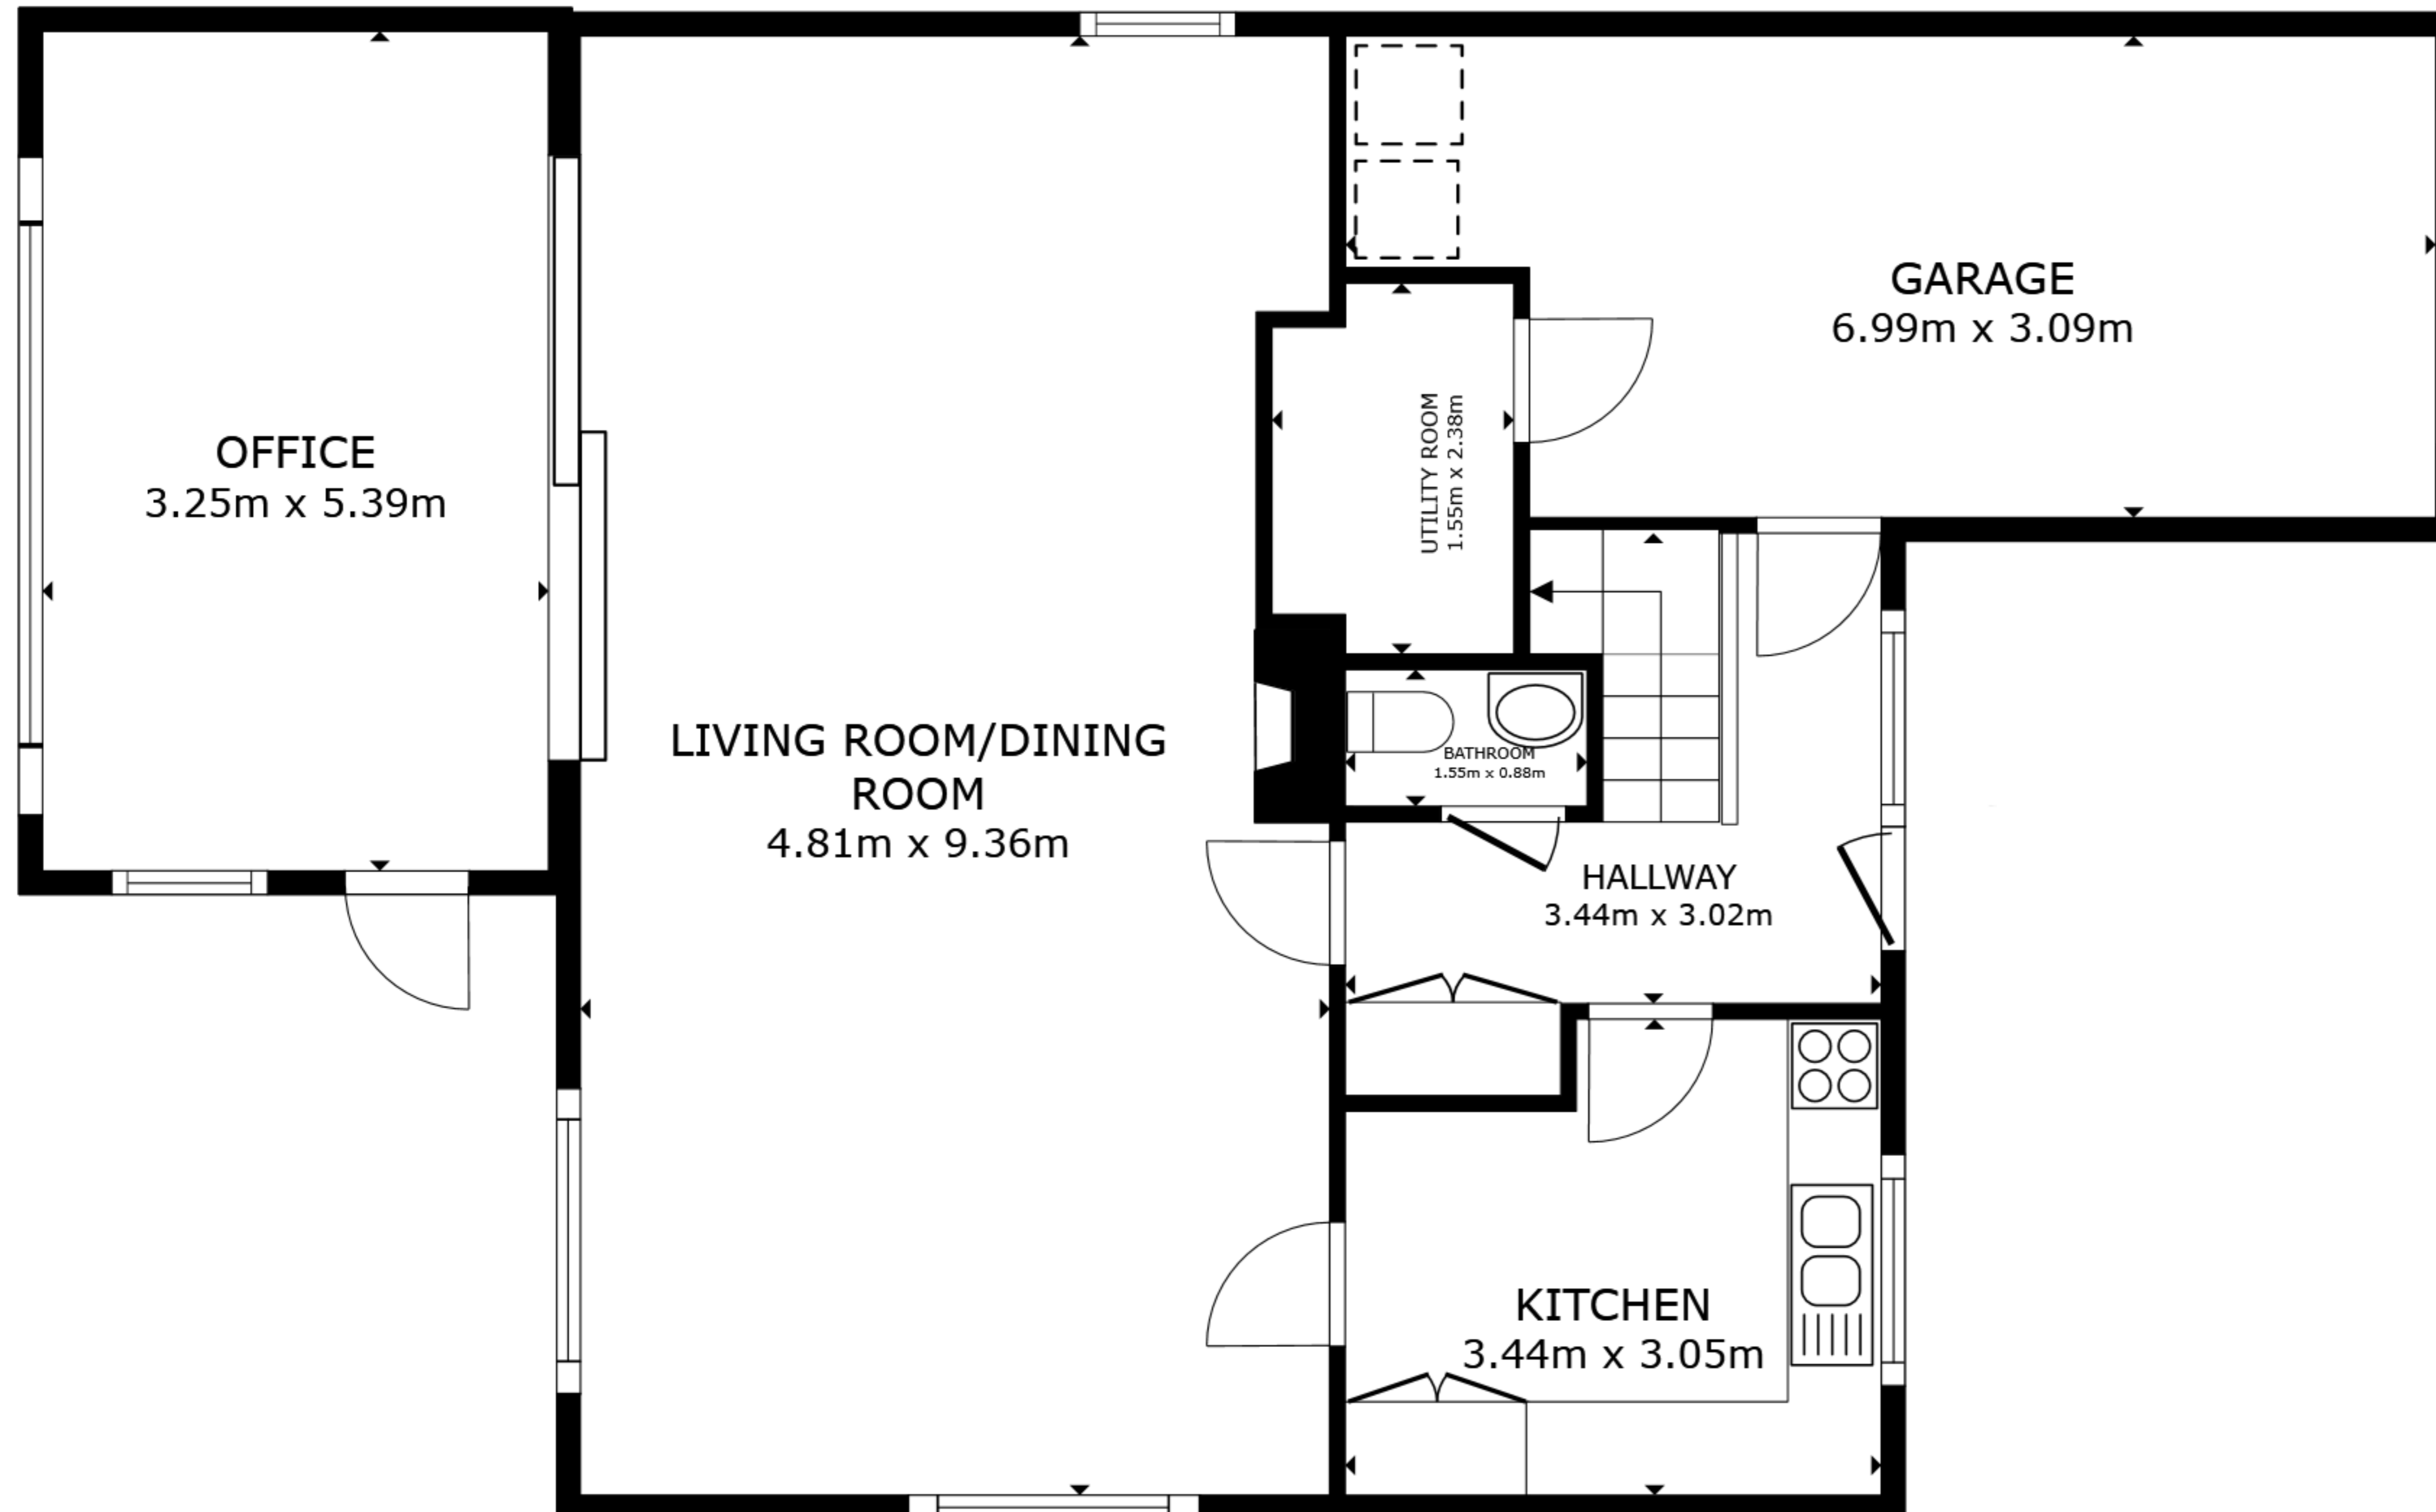 OFFICE
3.25m x 5.39m
LIVING ROOM/DINING
ROOM
4.81m x 9.36m
GARAGE
6.99m x 3.09m
UTILITY ROOM
1.55m x 2.38m
BATHROOM
1.55m x 0.88m
HALLWAY
3.44m x 3.02m
KITCHEN
3.44m x 3.05m